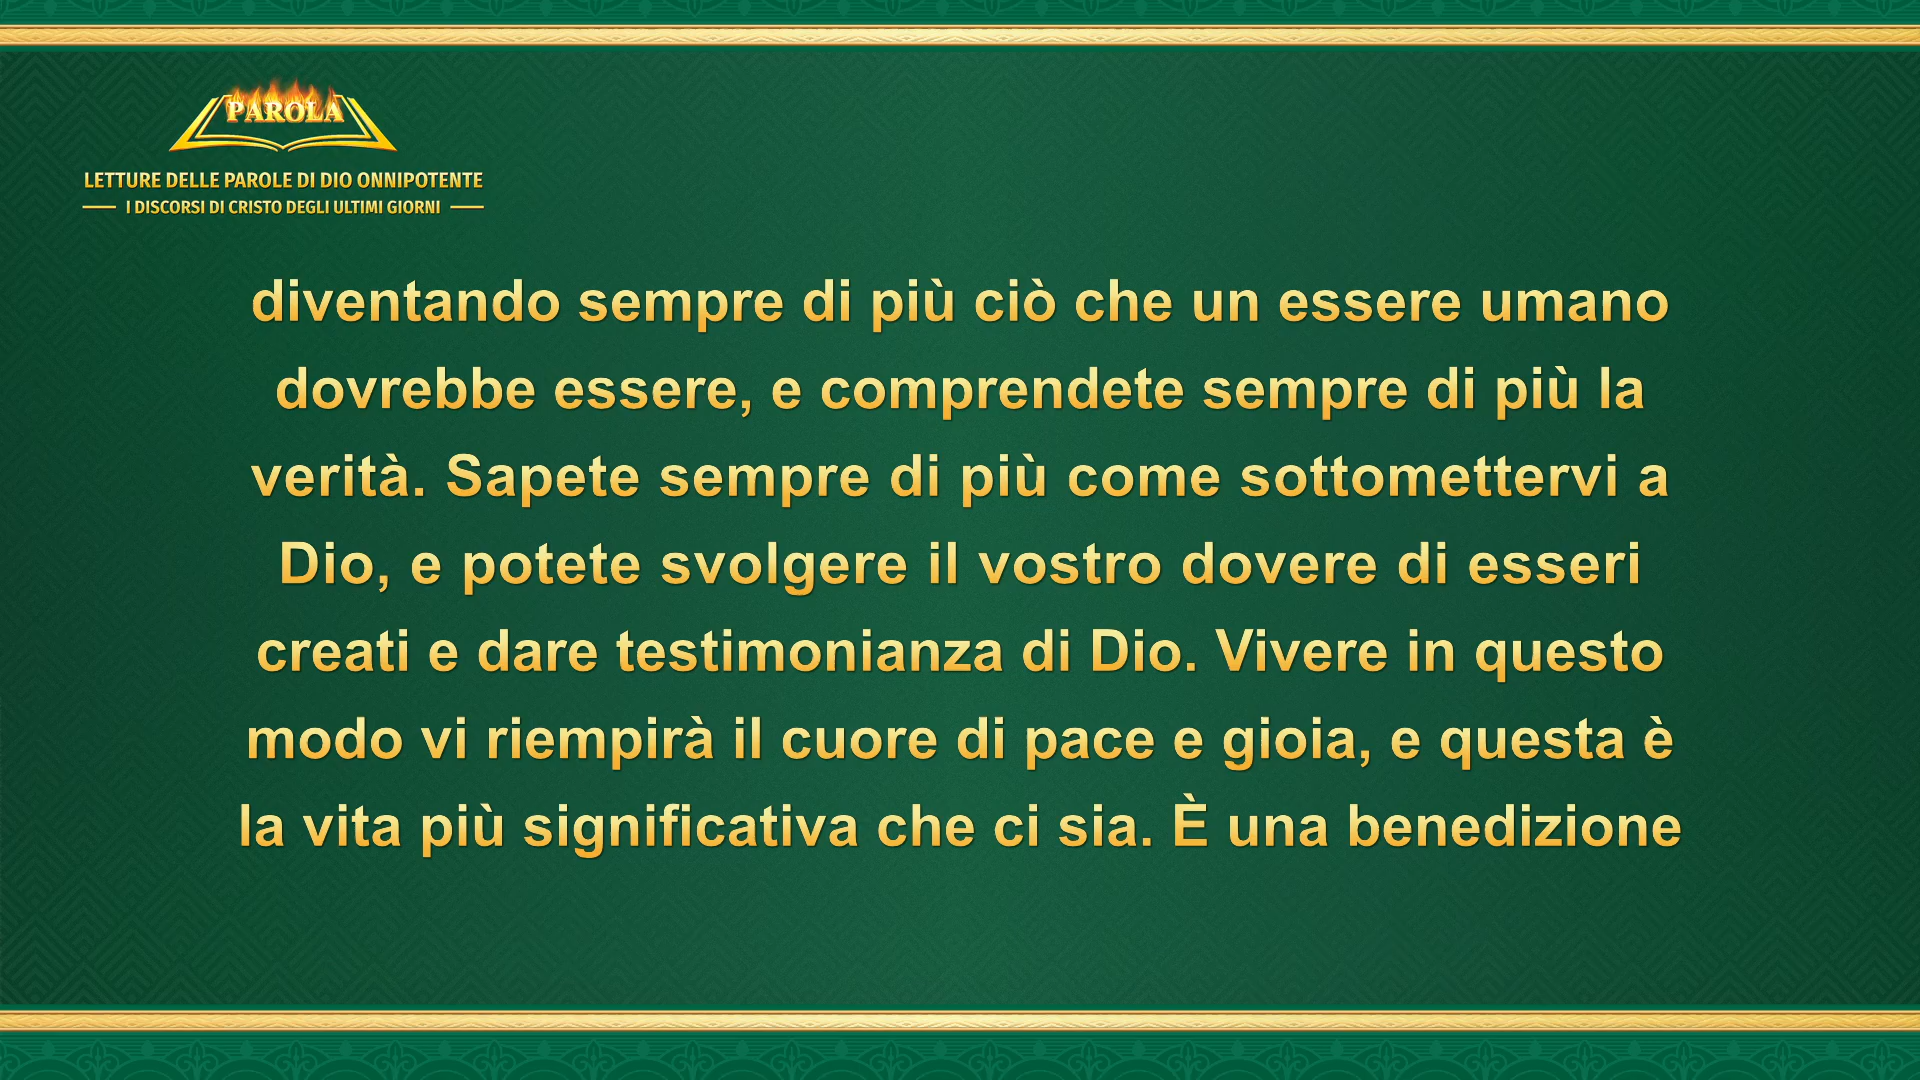 PAROLA
LETTURE DELLE PAROLE DI DIO ONNIPOTENTE
I DISCORSI DI CRISTO DEGLI ULTIMI GIORNI
diventando sempre di più ciò che un essere umano
dovrebbe essere, e comprendete sempre di più la
verità. Sapete sempre di più come sottomettervi a
Dio, e potete svolgere il vostro dovere di esseri
creati e dare testimonianza di Dio. Vivere in questo
modo vi riempirà il cuore di pace e gioia, e questa è
la vita più significativa che ci sia. È una benedizione